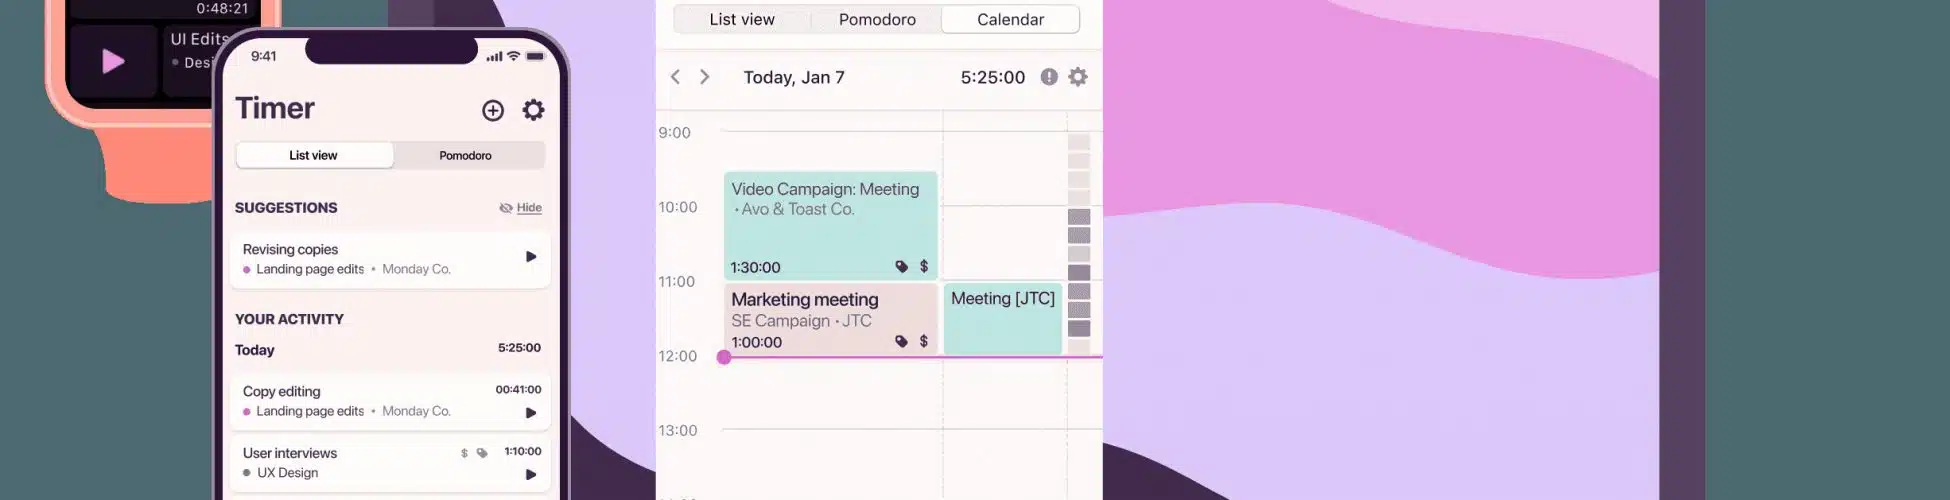 0:48:21
UI Edits
Desi
9:41
Timer
List view
Pomodoro
SUGGESTIONS
Hide
Revising copies
Landing page edits • Monday Co.
YOUR ACTIVITY
Today
5:25:00
Copy editing
00:41:00
Landing page edits • Monday Co.
User interviews
$
1:10:00
UX Design
List view
Pomodoro
Calendar
Today, Jan 7
5:25:00
9:00
10:00
11:00
12:00
13:00
Video Campaign: Meeting
• Avo & Toast Co.
1:30:00
$
Marketing meeting
SE Campaign • JTC
1:00:00
$
Meeting [JTC]